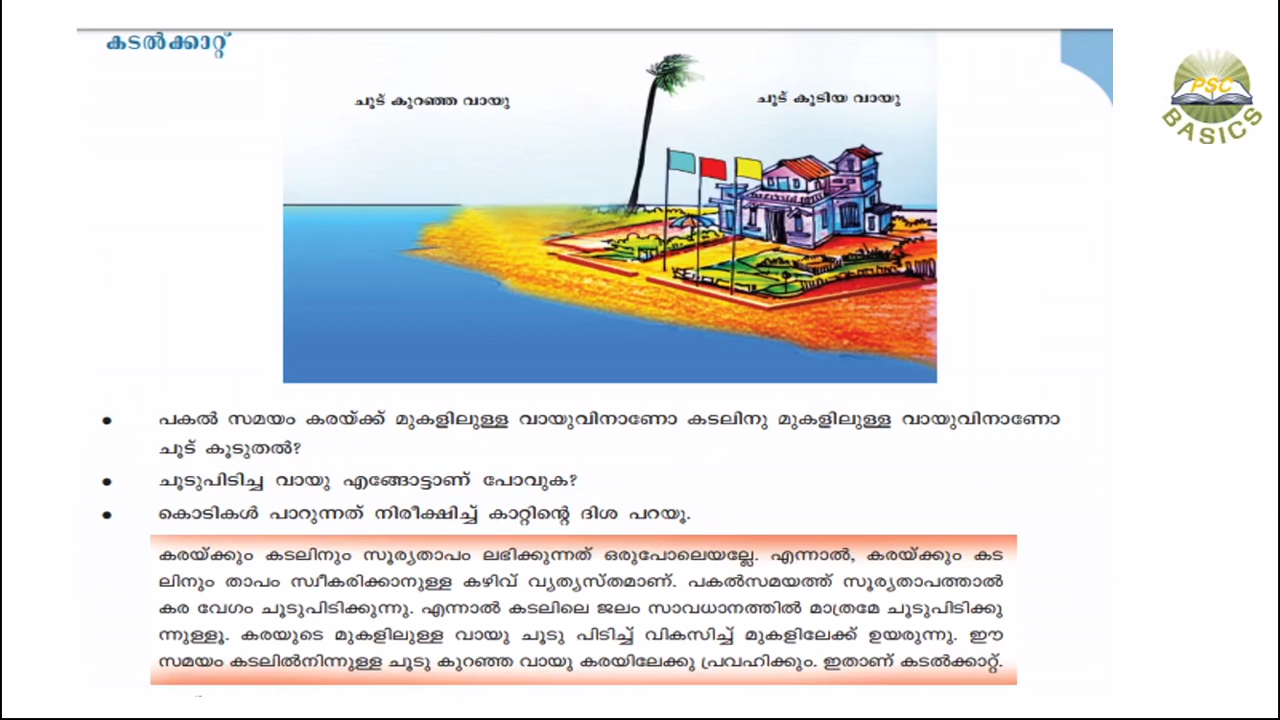 കടൽക്കാറ്റ്
ചൂട് കുറഞ്ഞ വായു
ചൂട് കൂടിയ വായു
PSC
BASICS
• പകൽ സമയം കരയ്ക്ക് മുകളിലുള്ള വായുവിനാണോ കടലിനു മുകളിലുള്ള വായുവിനാണോ
ചൂട് കൂടുതൽ?
• ചൂടുപിടിച്ച വായു എങ്ങോട്ടാണ് പോവുക?
• കൊടികൾ പാറുന്നത് നിരീക്ഷിച്ച് കാറ്റിന്റെ ദിശ പറയൂ.
കരയ്ക്കും കടലിനും സൂര്യതാപം ലഭിക്കുന്നത് ഒരുപോലെയല്ലേ. എന്നാൽ, കരയ്ക്കും കട
ലിനും താപം സ്വീകരിക്കാനുള്ള കഴിവ് വ്യത്യസ്തമാണ്. പകൽസമയത്ത് സൂര്യതാപത്താൽ
കര വേഗം ചൂടുപിടിക്കുന്നു. എന്നാൽ കടലിലെ ജലം സാവധാനത്തിൽ മാത്രമേ ചൂടുപിടിക്കു
ന്നുള്ളൂ. കരയുടെ മുകളിലുള്ള വായു ചൂടു പിടിച്ച് വികസിച്ച് മുകളിലേക്ക് ഉയരുന്നു. ഈ
സമയം കടലിൽനിന്നുള്ള ചൂടു കുറഞ്ഞ വായു കരയിലേക്കു പ്രവഹിക്കും. ഇതാണ് കടൽക്കാറ്റ്.